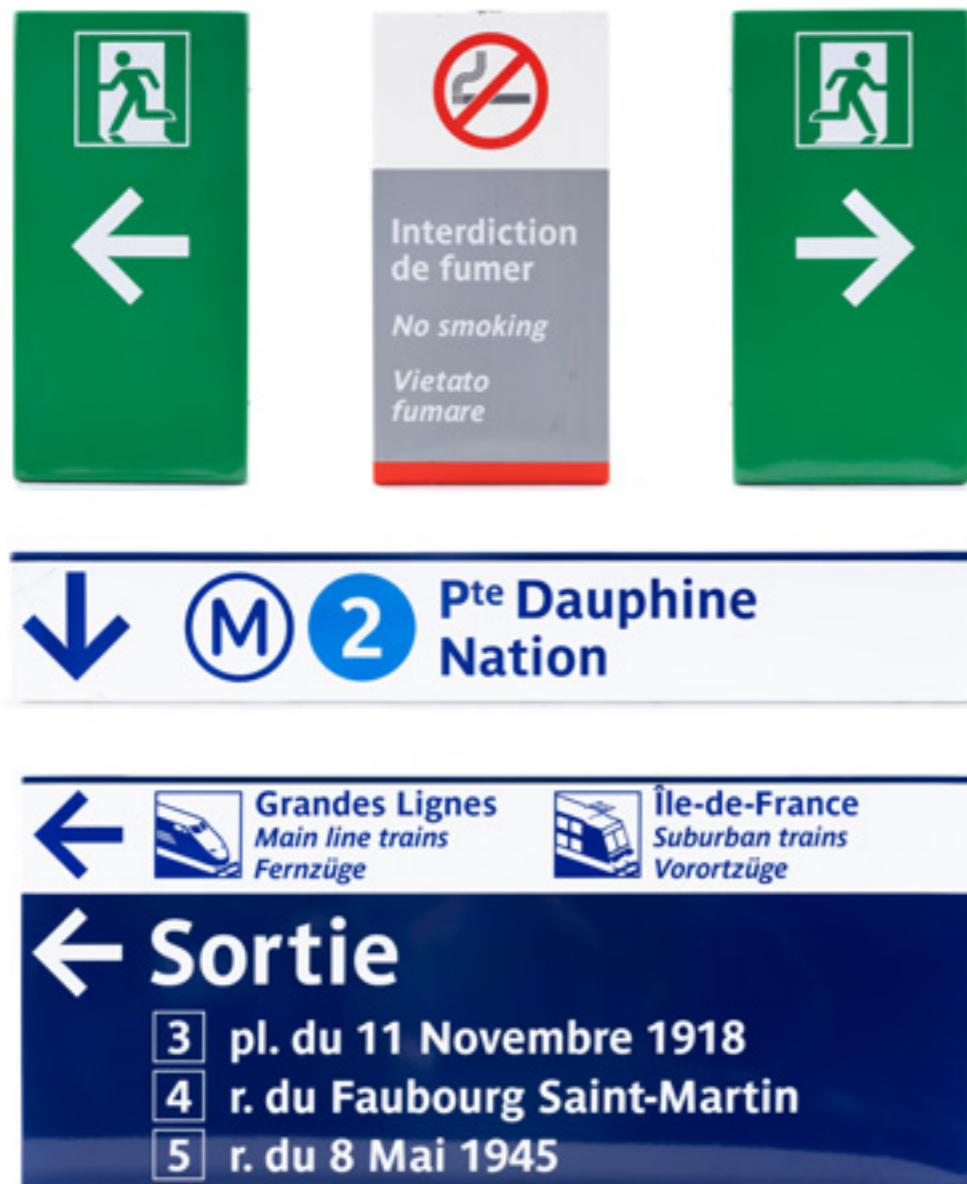 Interdiction
de fumer
No smoking
Vietato
fumare
M 2 Pte Dauphine
Nation
Grandes Lignes
Main line trains
Fernzüge
Île-de-France
Suburban trains
Vorortzüge
Sortie
3 pl. du 11 Novembre 1918
4 r. du Faubourg Saint-Martin
5 r. du 8 Mai 1945